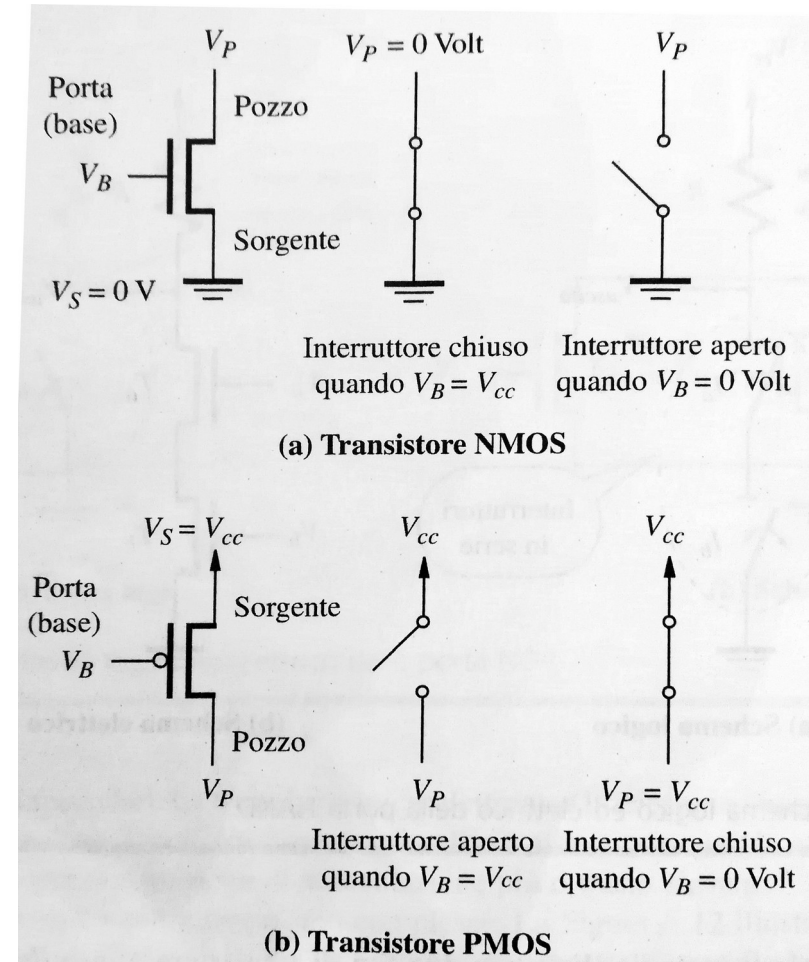 V_P
V_P = 0 Volt
V_P
Porta
(base)
Pozzo
V_B
Sorgente
V_S = 0 V
Interruttore chiuso
quando V_B = V_cc
Interruttore aperto
quando V_B = 0 Volt
(a) Transistore NMOS
V_S = V_cc
V_cc
V_cc
Porta
(base)
Sorgente
V_B
Pozzo
V_P
V_P
V_P = V_cc
Interruttore aperto
quando V_B = V_cc
Interruttore chiuso
quando V_B = 0 Volt
(b) Transistore PMOS